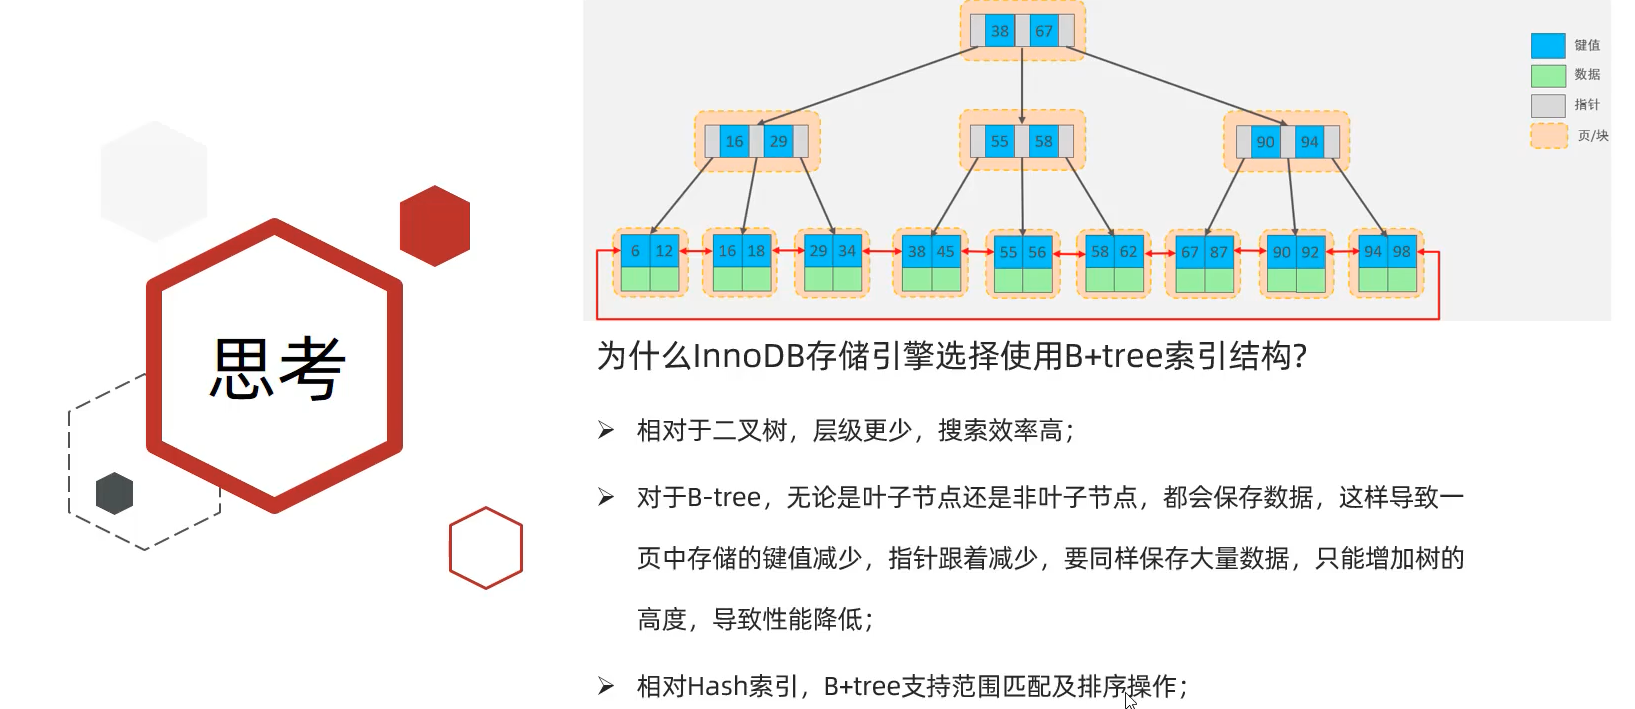 38 67
键值
数据
指针
页/块
16 29
55 58
90 94
6 12
16 18
29 34
38 45
55 56
58 62
67 87
90 92
94 98
思考
为什么InnoDB存储引擎选择使用B+tree索引结构?
➢ 相对于二叉树，层级更少，搜索效率高；
➢ 对于B-tree，无论是叶子节点还是非叶子节点，都会保存数据，这样导致一
页中存储的键值减少，指针跟着减少，要同样保存大量数据，只能增加树的
高度，导致性能降低；
➢ 相对Hash索引，B+tree支持范围匹配及排序操作；